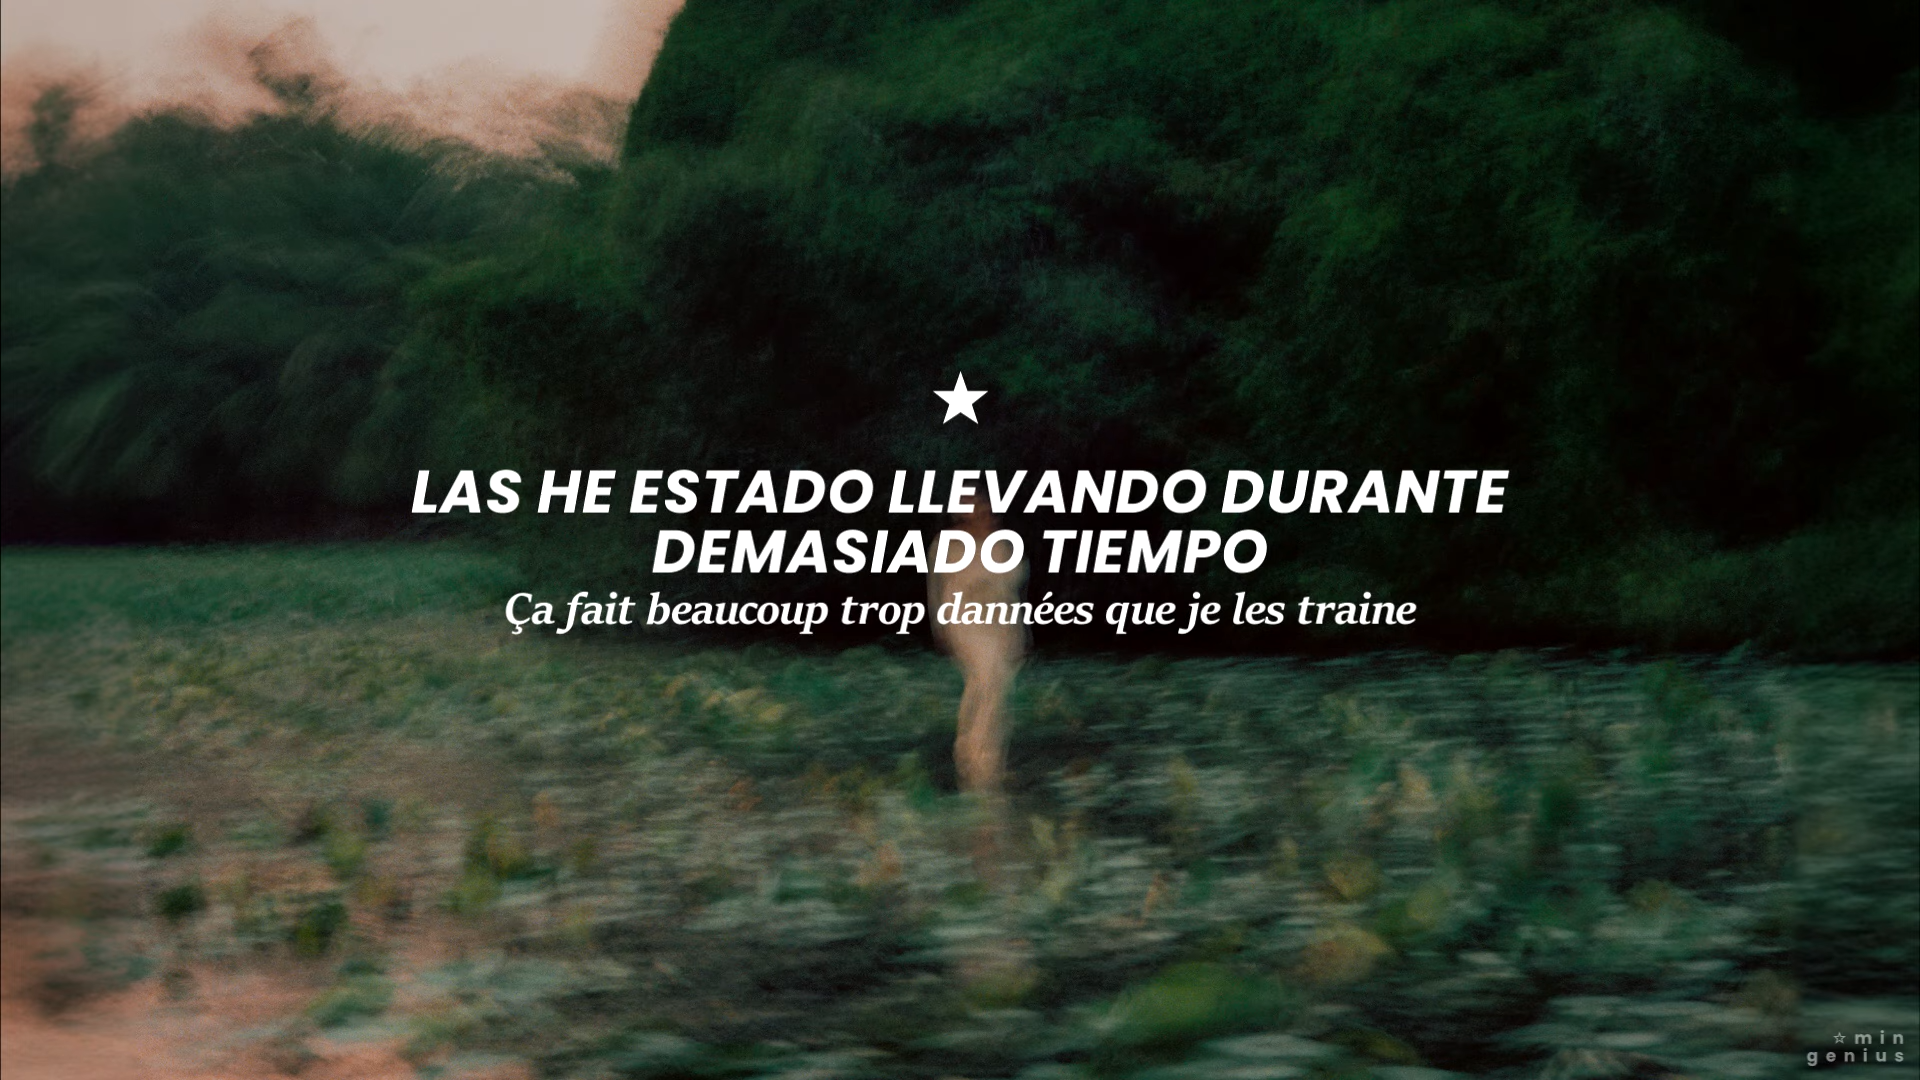 LAS HE ESTADO LLEVANDO DURANTE
DEMASIADO TIEMPO
Ça fait beaucoup trop dannées que je les traine
☆min
genius